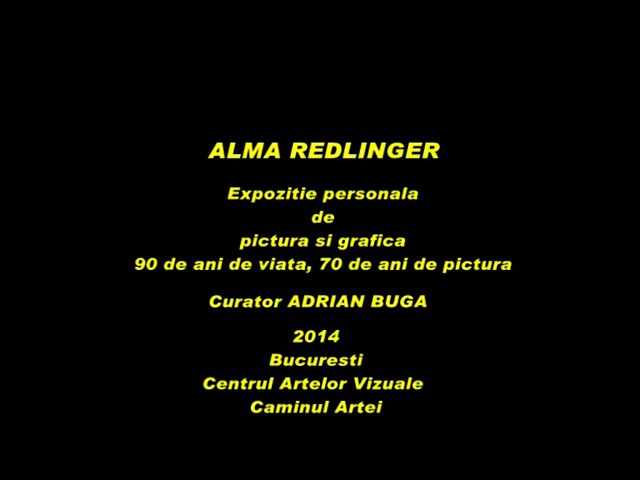 ALMA REDLINGER
Expozitie personala
de
pictura si grafica
90 de ani de viata, 70 de ani de pictura
Curator ADRIAN BUGA
2014
Bucuresti
Centrul Artelor Vizuale
Caminul Artei